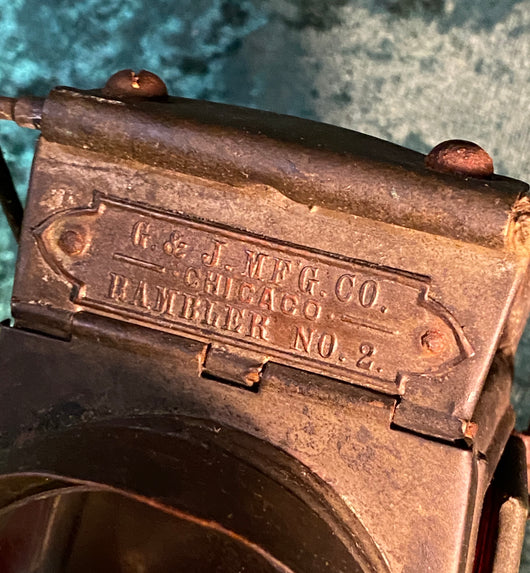 G. & J. MFG. CO.
CHICAGO.
RAMBLER NO. 2.